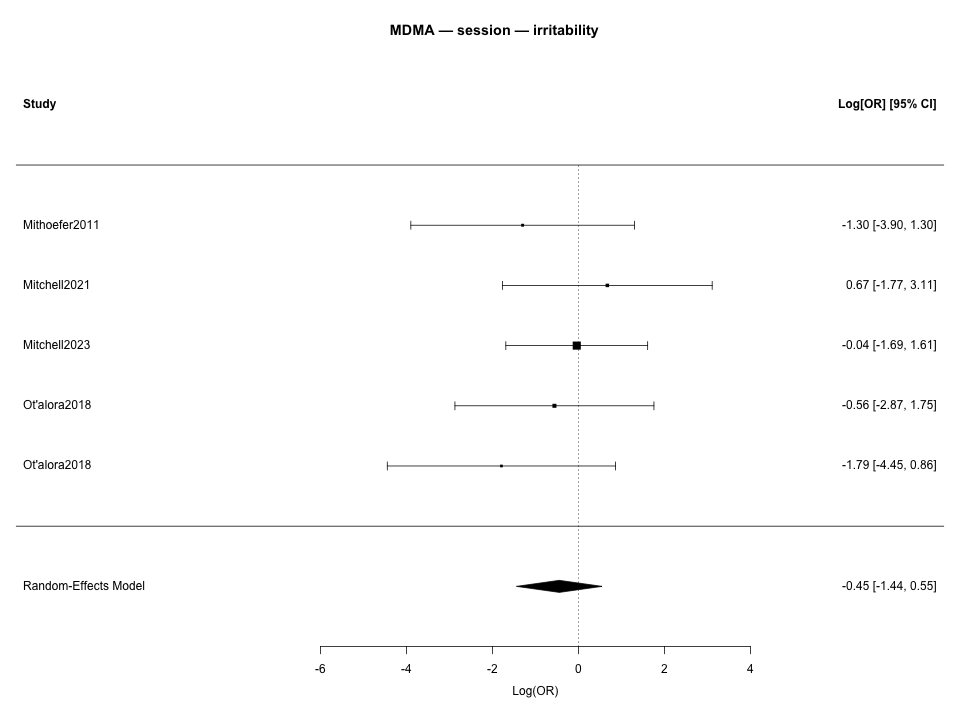 MDMA — session — irritability
Study Log[OR] [95% CI]
Mithoefer2011 -1.30 [-3.90, 1.30]
Mitchell2021 0.67 [-1.77, 3.11]
Mitchell2023 -0.04 [-1.69, 1.61]
Ot'alora2018 -0.56 [-2.87, 1.75]
Ot'alora2018 -1.79 [-4.45, 0.86]
Random-Effects Model -0.45 [-1.44, 0.55]
-6 -4 -2 0 2 4
Log(OR)